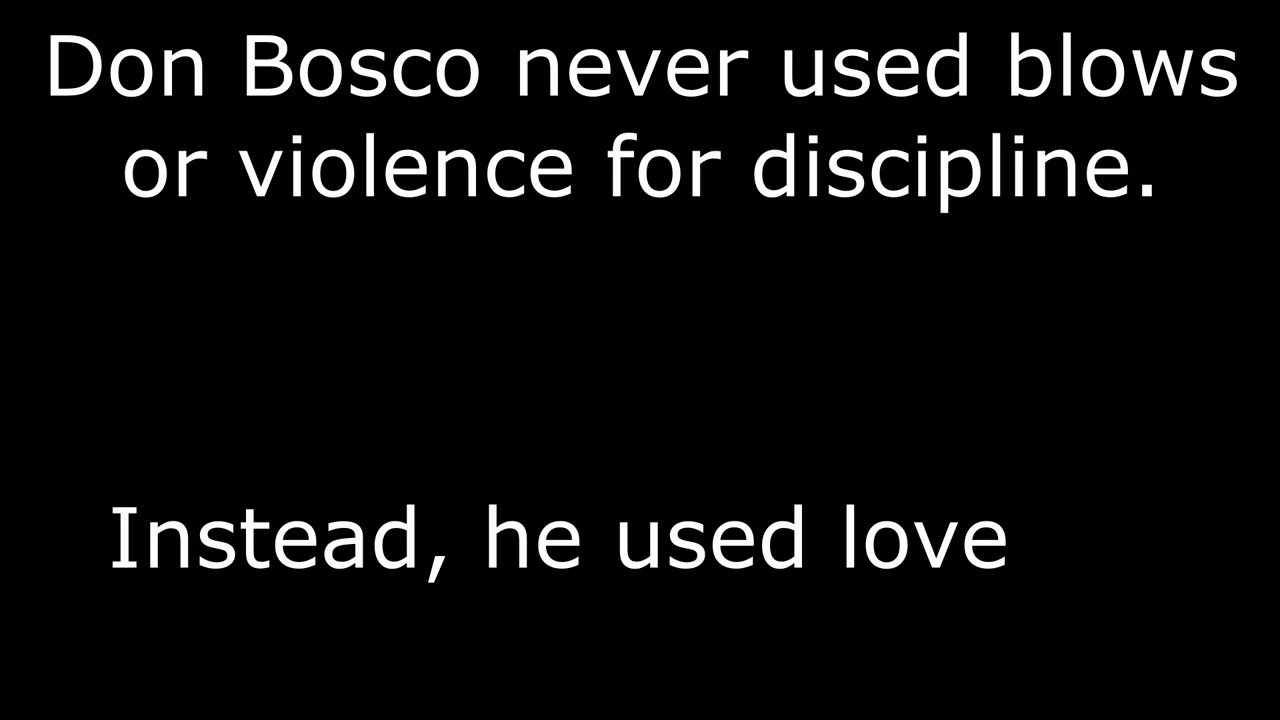 Don Bosco never used blows
or violence for discipline.
Instead, he used love